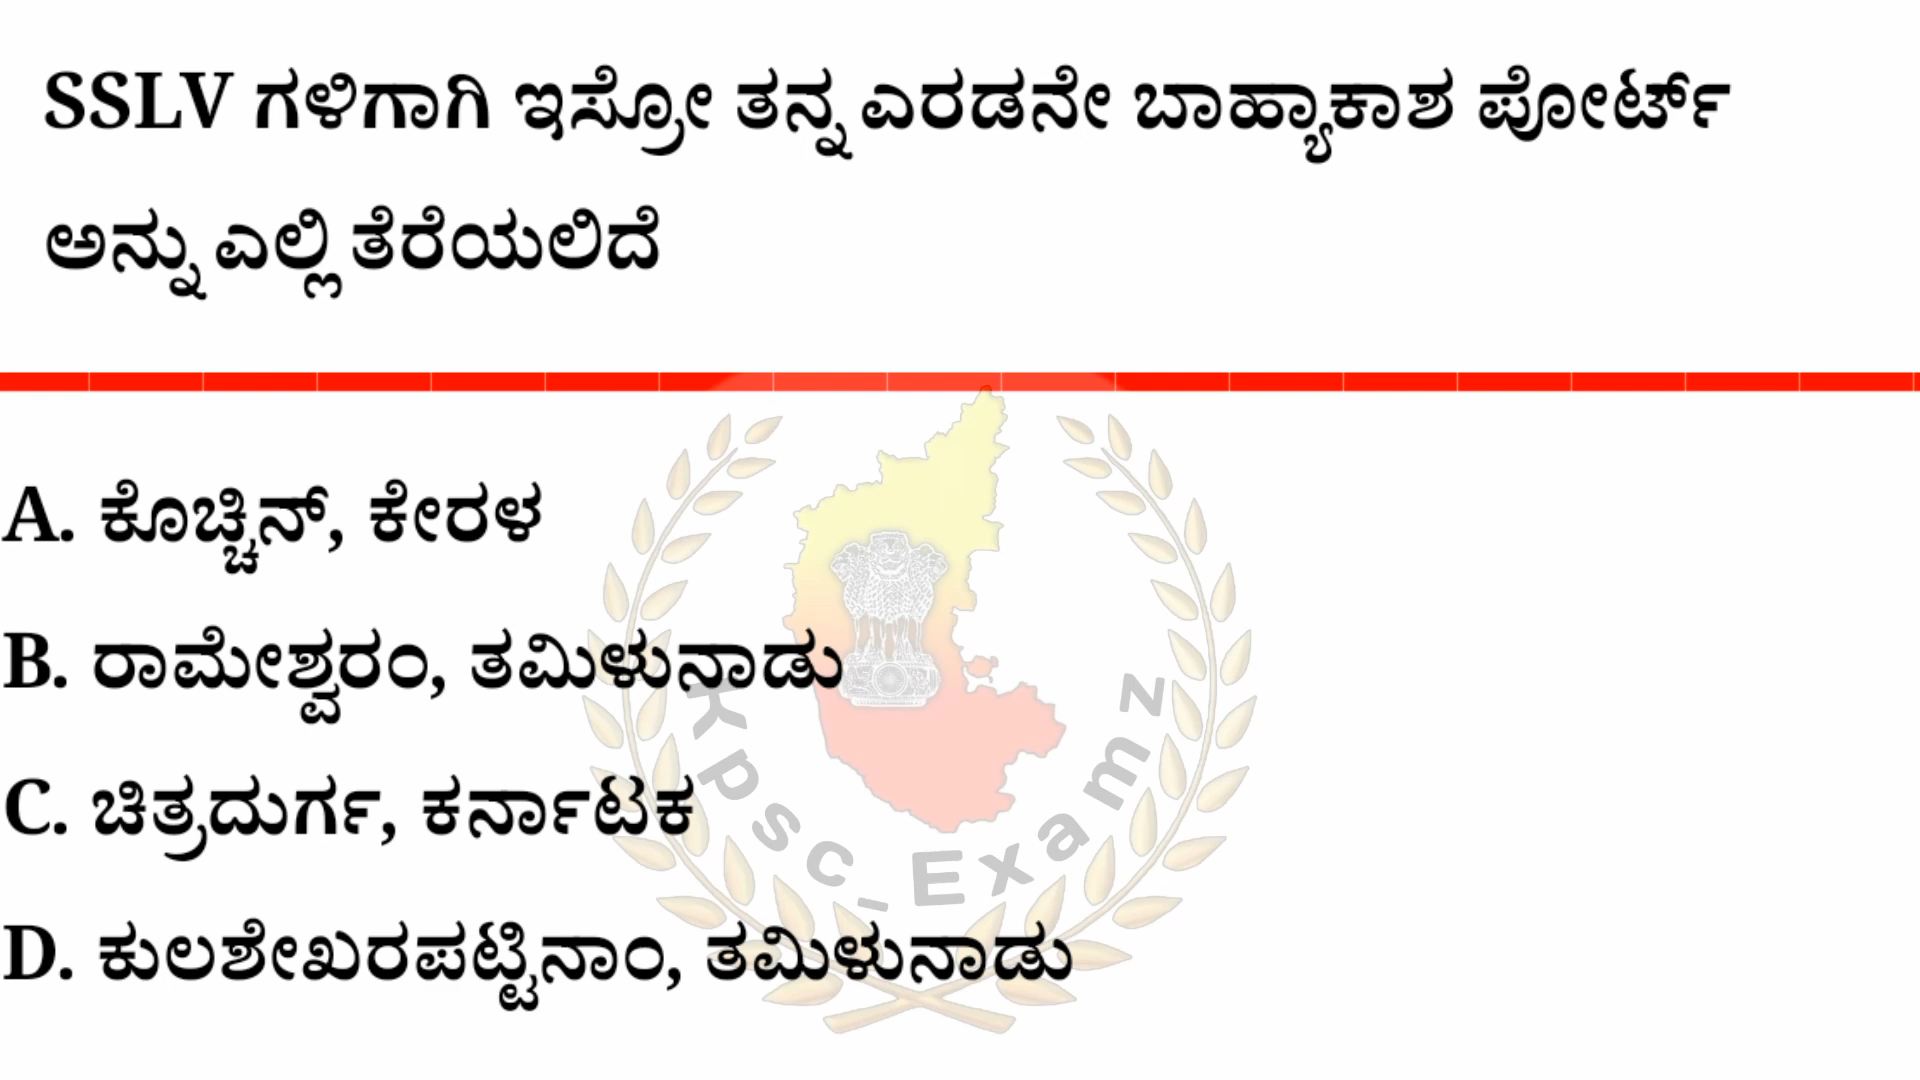 SSLV ಗಳಿಗಾಗಿ ಇಸ್ರೋ ತನ್ನ ಎರಡನೇ ಬಾಹ್ಯಾಕಾಶ ಪೋರ್ಟ್
ಅನ್ನು ಎಲ್ಲಿ ತೆರೆಯಲಿದೆ
A. ಕೊಚ್ಚಿನ್, ಕೇರಳ
B. ರಾಮೇಶ್ವರಂ, ತಮಿಳುನಾಡು
C. ಚಿತ್ರದುರ್ಗ, ಕರ್ನಾಟಕ
D. ಕುಲಶೇಖರಪಟ್ಟಿನಾಂ, ತಮಿಳುನಾಡು
Kpsc_Examz